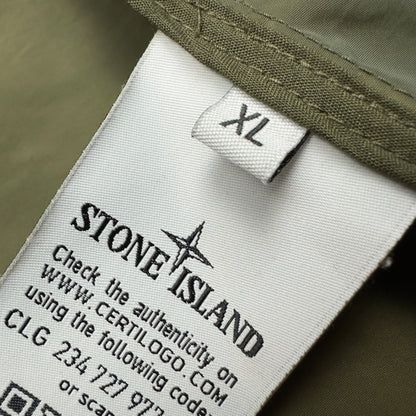 XL
STONE ISLAND
Check the authenticity on
WWW.CERTILOGO.COM
using the following code
CLG 234 727 977
or scan